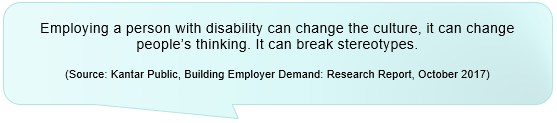 Employing a person with disability can change the culture, it can change
people's thinking. It can break stereotypes.
(Source: Kantar Public, Building Employer Demand: Research Report, October 2017)